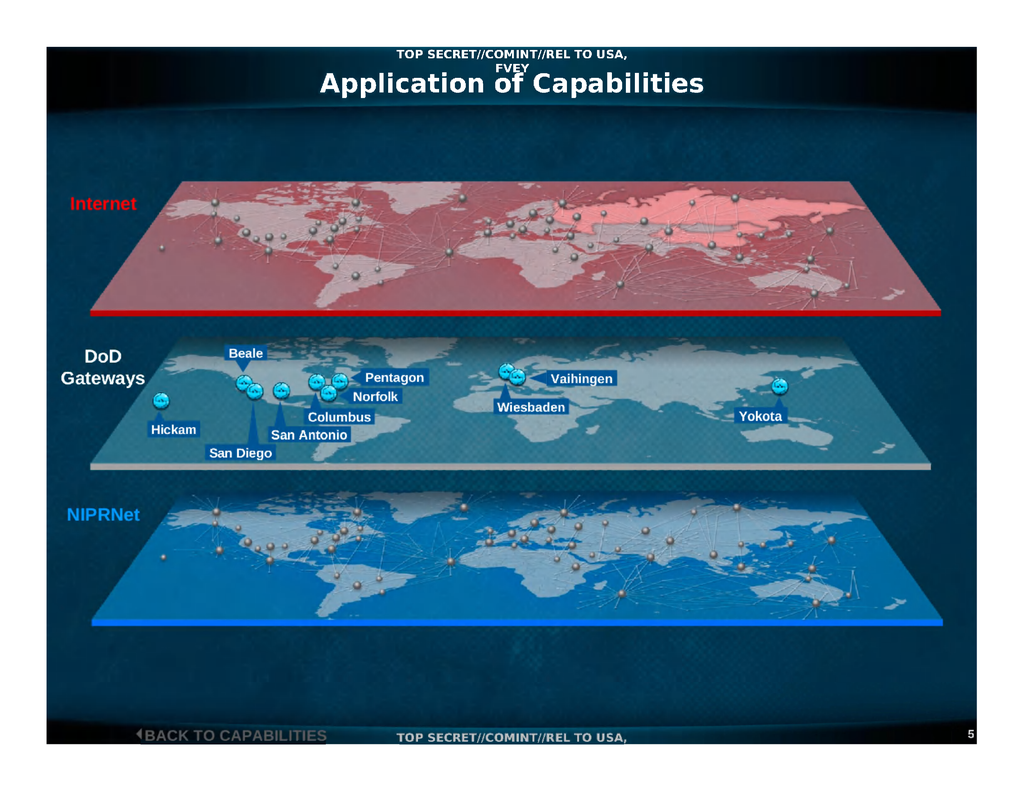 TOP SECRET//COMINT//REL TO USA,
FVEY
Application of Capabilities
Internet
DoD
Gateways
Beale
Pentagon
Norfolk
Columbus
San Antonio
San Diego
Hickam
Vaihingen
Wiesbaden
Yokota
NIPRNet
BACK TO CAPABILITIES
TOP SECRET//COMINT//REL TO USA,
5